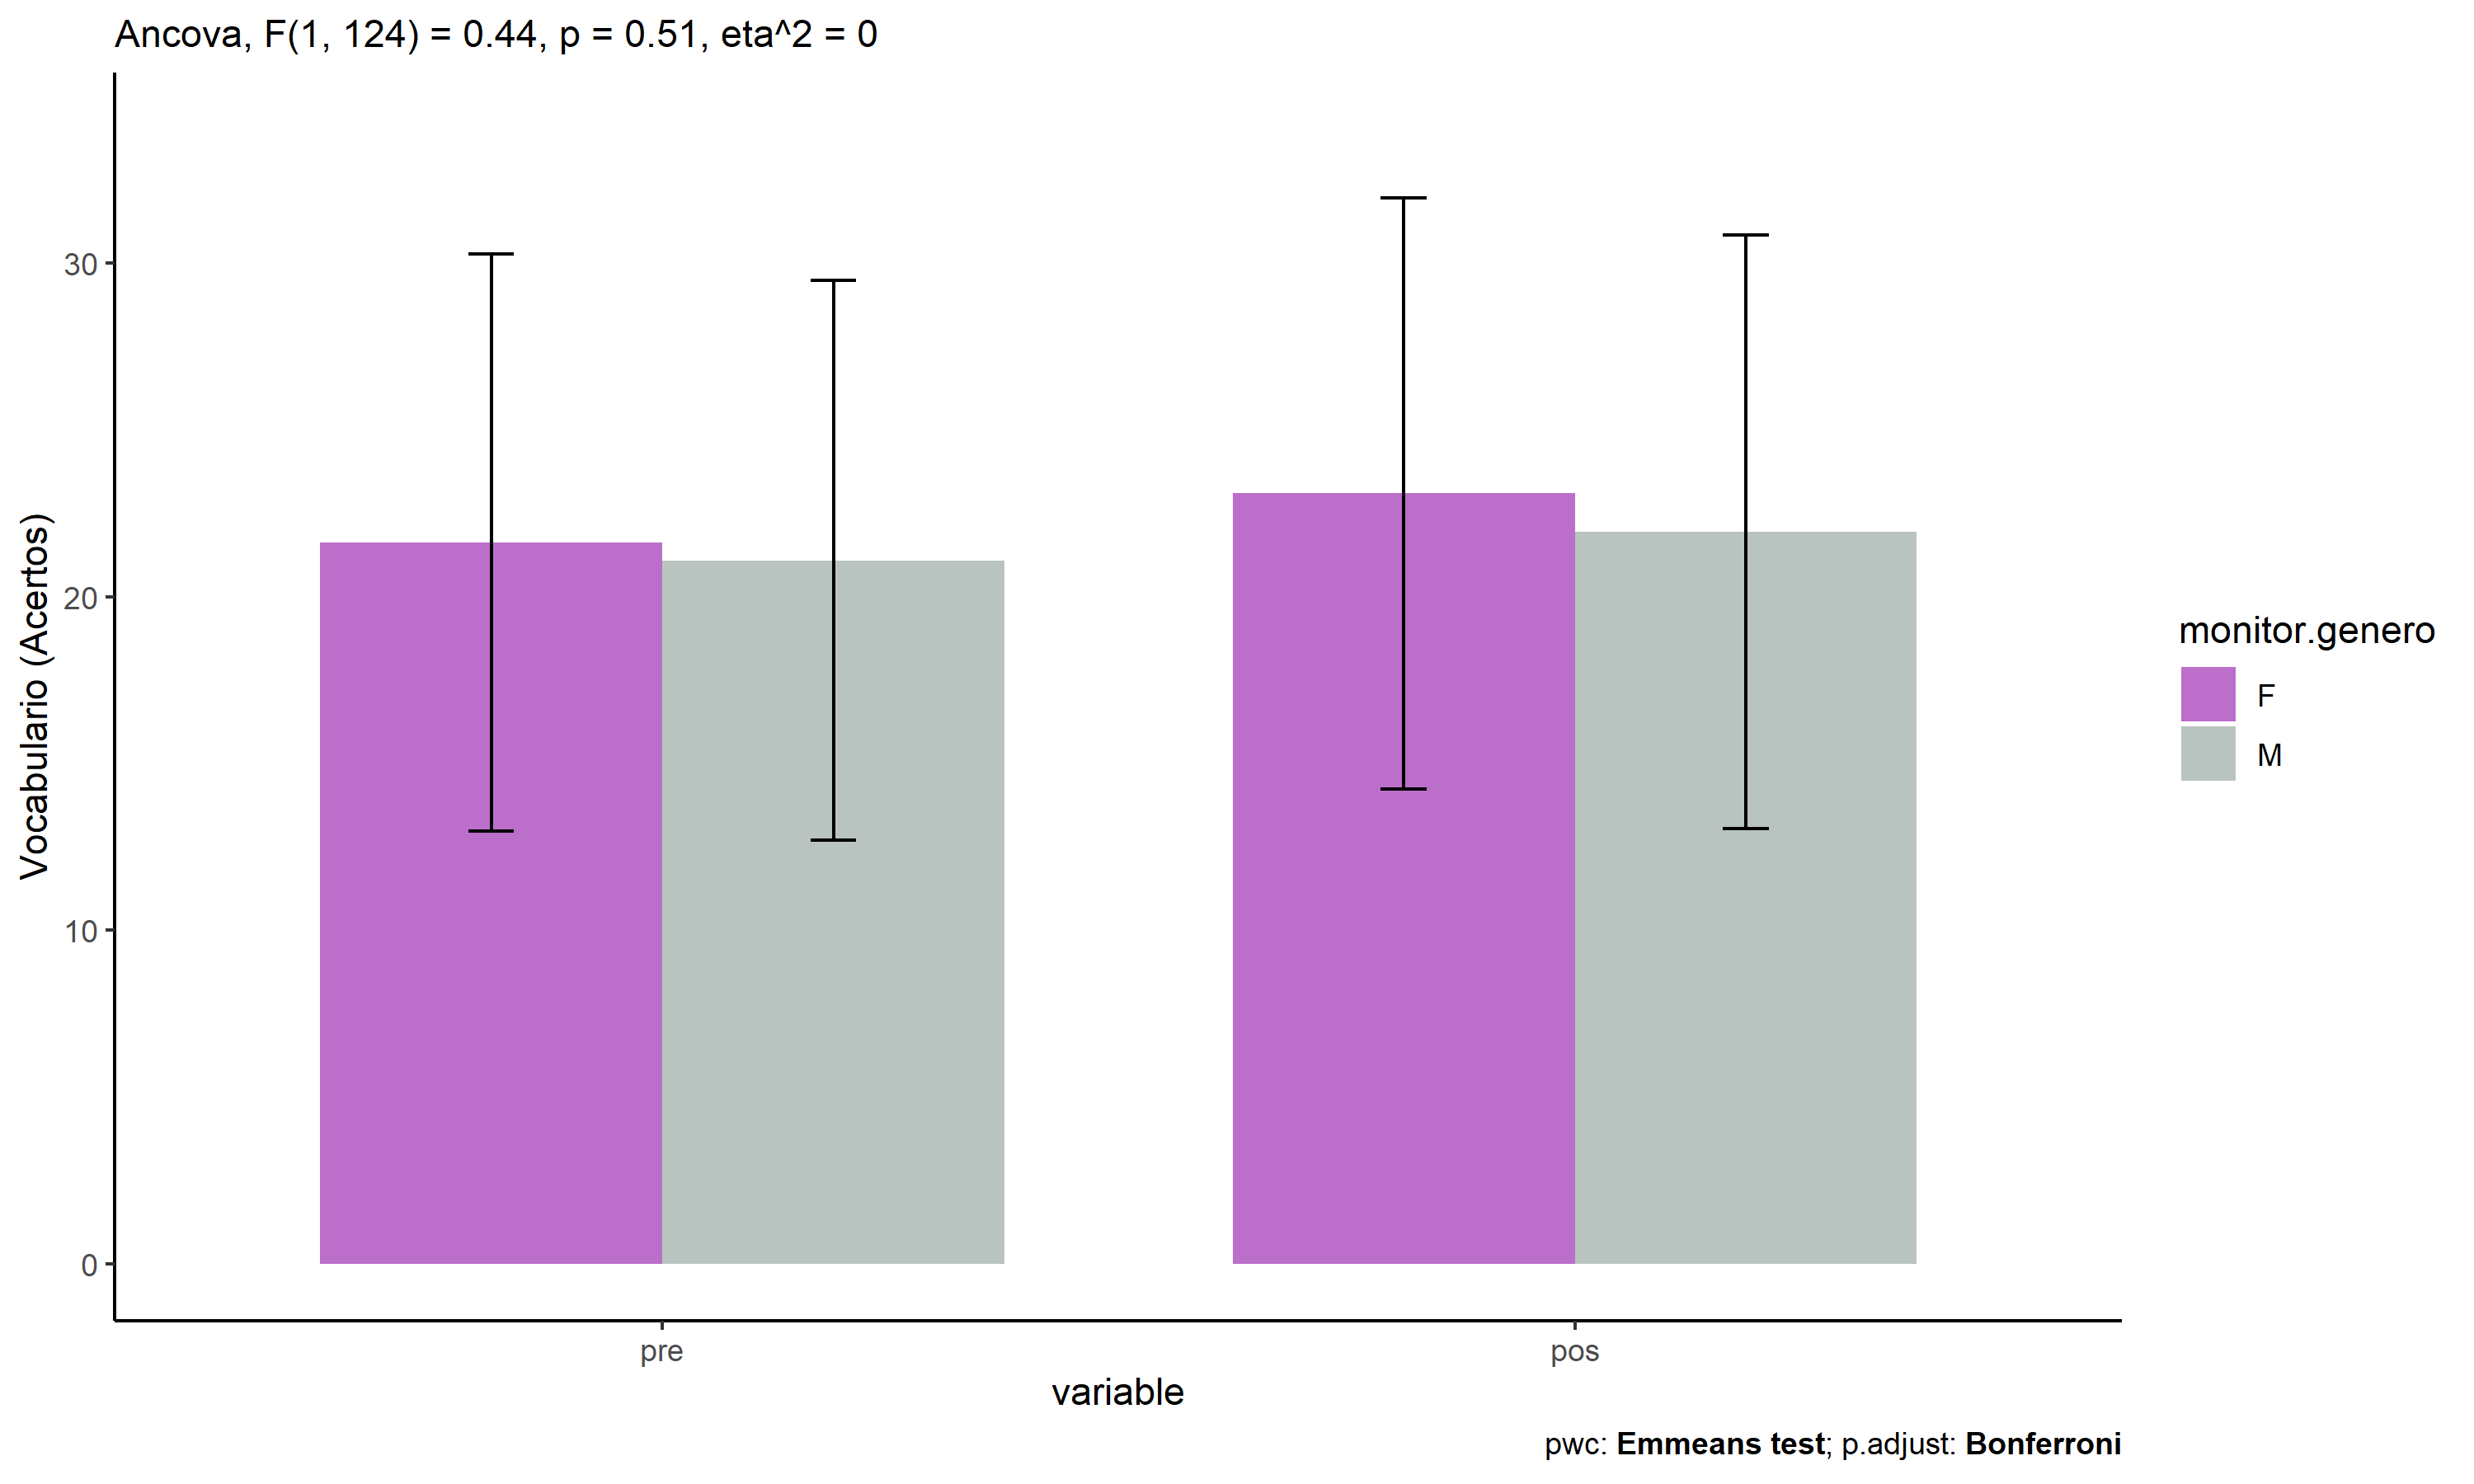 Ancova, F(1, 124) = 0.44, p = 0.51, eta^2 = 0
Vocabulario (Acertos)
30
20
10
0
pre
pos
variable
monitor.genero
F
M
pwc: Emmeans test; p.adjust: Bonferroni